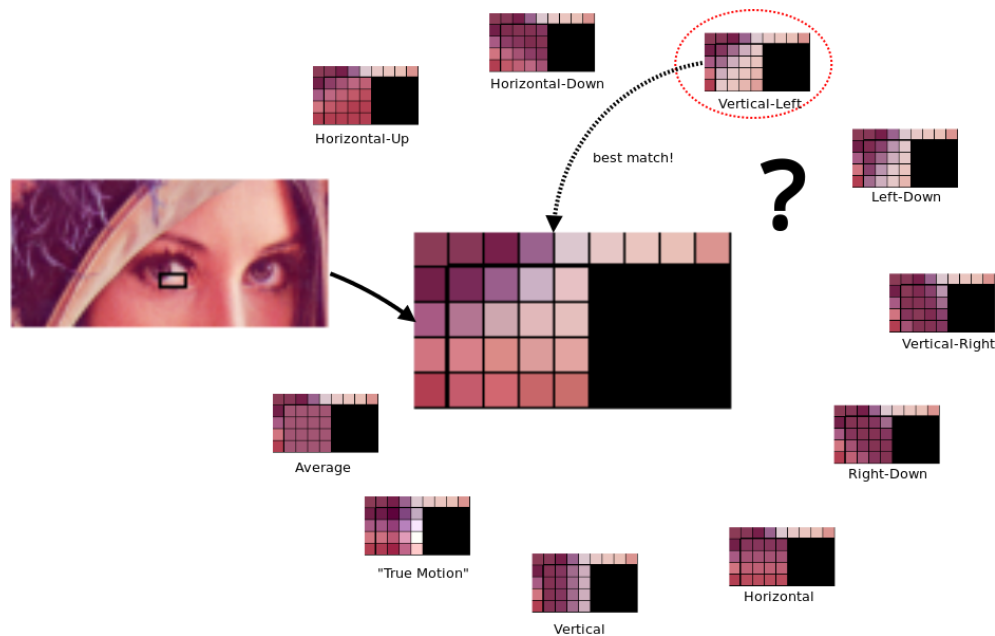 Horizontal-Down
Vertical-Left
Horizontal-Up
best match!
?
Left-Down
Vertical-Right
Average
Right-Down
"True Motion"
Horizontal
Vertical